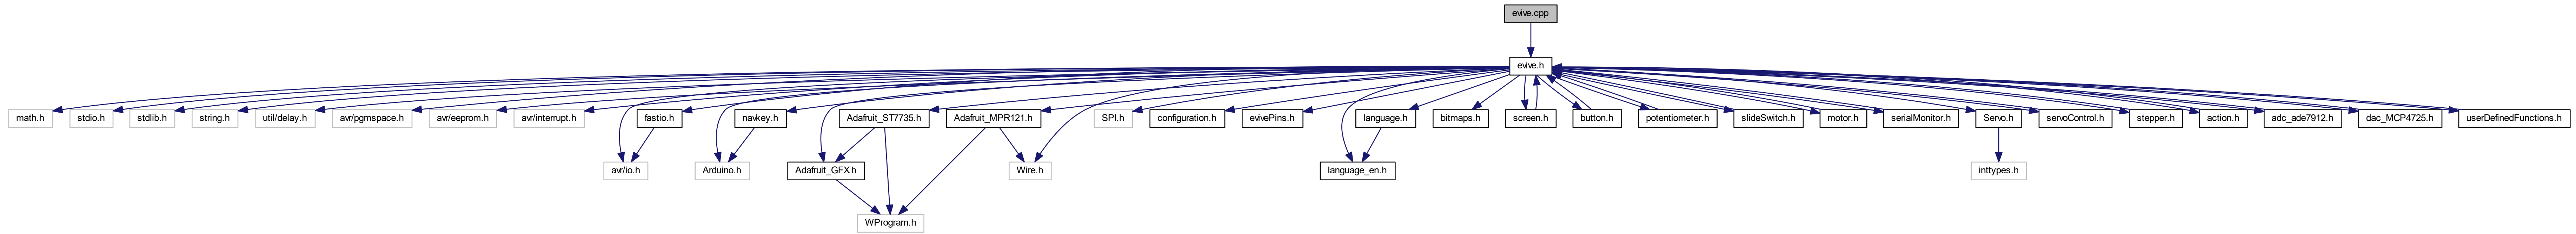 evive.cpp
evive.h
math.h
stdio.h
stdlib.h
string.h
util/delay.h
avr/pgmspace.h
avr/eeprom.h
avr/interrupt.h
fastio.h
navkey.h
Adafruit_ST7735.h
Adafruit_MPR121.h
SPI.h
configuration.h
evivePins.h
language.h
bitmaps.h
screen.h
button.h
potentiometer.h
slideSwitch.h
motor.h
serialMonitor.h
Servo.h
servoControl.h
stepper.h
action.h
adc_ade7912.h
dac_MCP4725.h
userDefinedFunctions.h
avr/io.h
Arduino.h
Adafruit_GFX.h
Wire.h
language_en.h
inttypes.h
WProgram.h